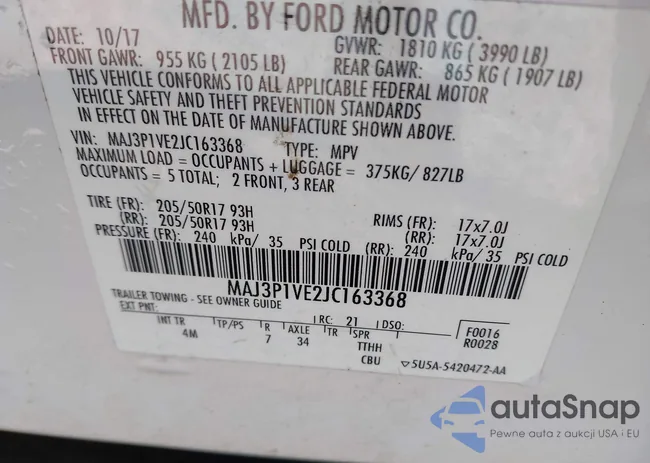 MFD. BY FORD MOTOR CO.
DATE: 10/17 GVWR: 1810 KG ( 3990 LB)
FRONT GAWR: 955 KG ( 2105 LB) REAR GAWR: 865 KG ( 1907 LB)
THIS VEHICLE CONFORMS TO ALL APPLICABLE FEDERAL MOTOR
VEHICLE SAFETY AND THEFT PREVENTION STANDARDS
IN EFFECT ON THE DATE OF MANUFACTURE SHOWN ABOVE.
VIN: MAJ3P1VE2JC163368 TYPE: MPV
MAXIMUM LOAD = OCCUPANTS + LUGGAGE = 375KG/ 827LB
OCCUPANTS = 5 TOTAL; 2 FRONT, 3 REAR
TIRE (FR): 205/50R17 93H RIMS (FR): 17x7.0J
(RR): 205/50R17 93H (RR): 17x7.0J
PRESSURE (FR): 240 kPa/ 35 PSI COLD (RR): 240 kPa/ 35 PSI COLD
MAJ3P1VE2JC163368
TRAILER TOWING - SEE OWNER GUIDE
EXT PNT: RC: 21 DSO: F0016
INT TR TP/PS R AXLE TR SPR R0028
4M 7 34 TTHH
CBU 5U5A-5420472-AA
autaSnap
Pewne auta z aukcji USA i EU